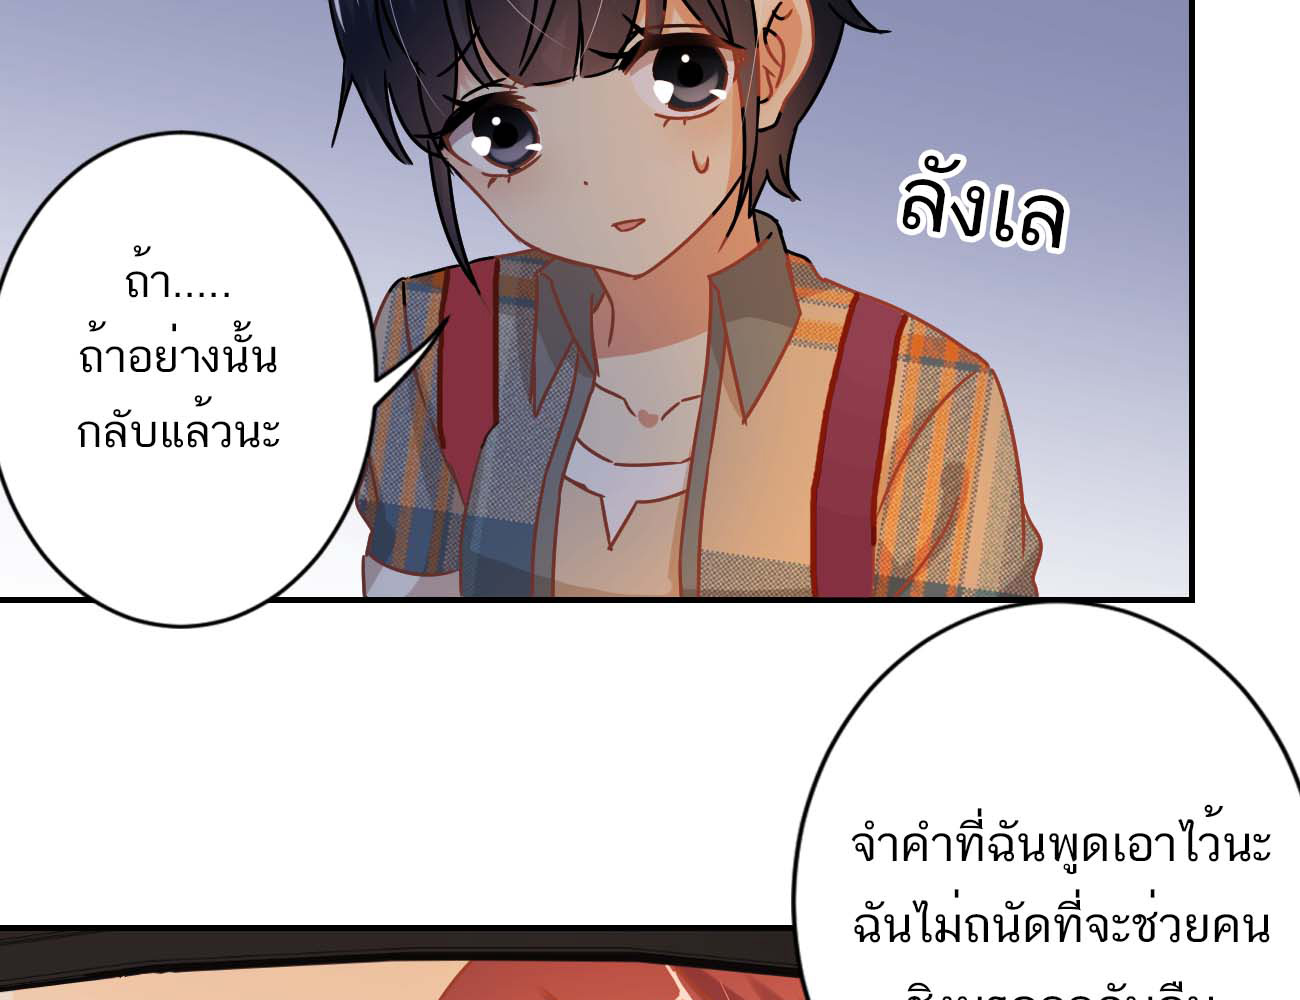 ลังเล
ถ้า.....
ถ้าอย่างนั้น
กลับแล้วนะ
จำคำที่ฉันพูดเอาไว้นะ
ฉันไม่ถนัดที่จะช่วยคน